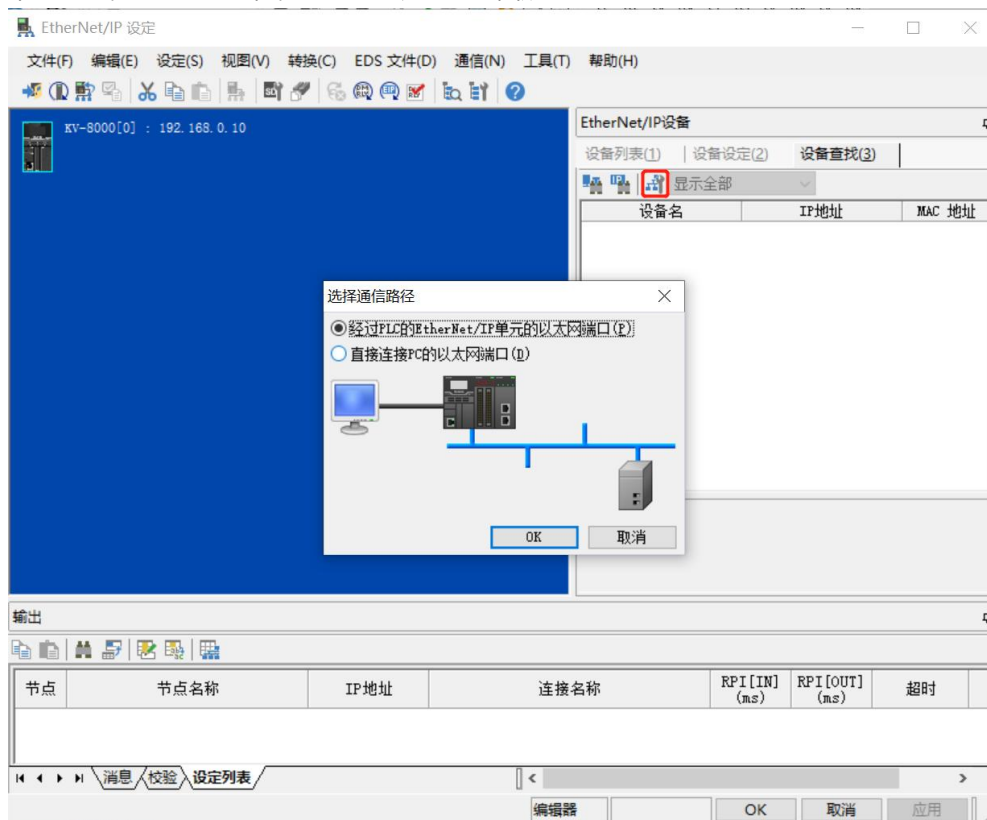 EtherNet/IP 设定
文件(F) 编辑(E) 设定(S) 视图(V) 转换(C) EDS 文件(D) 通信(N) 工具(T) 帮助(H)
KV-8000[0] : 192.168.0.10
EtherNet/IP设备
设备列表(1) 设备设定(2) 设备查找(3)
显示全部
设备名 IP地址 MAC 地址
选择通信路径
经过PLC的EtherNet/IP单元的以太网端口(P)
直接连接PC的以太网端口(D)
OK 取消
输出
节点 节点名称 IP地址 连接名称 RPI[IN] (ms) RPI[OUT] (ms) 超时
消息 校验 设定列表
编辑器 OK 取消 应用